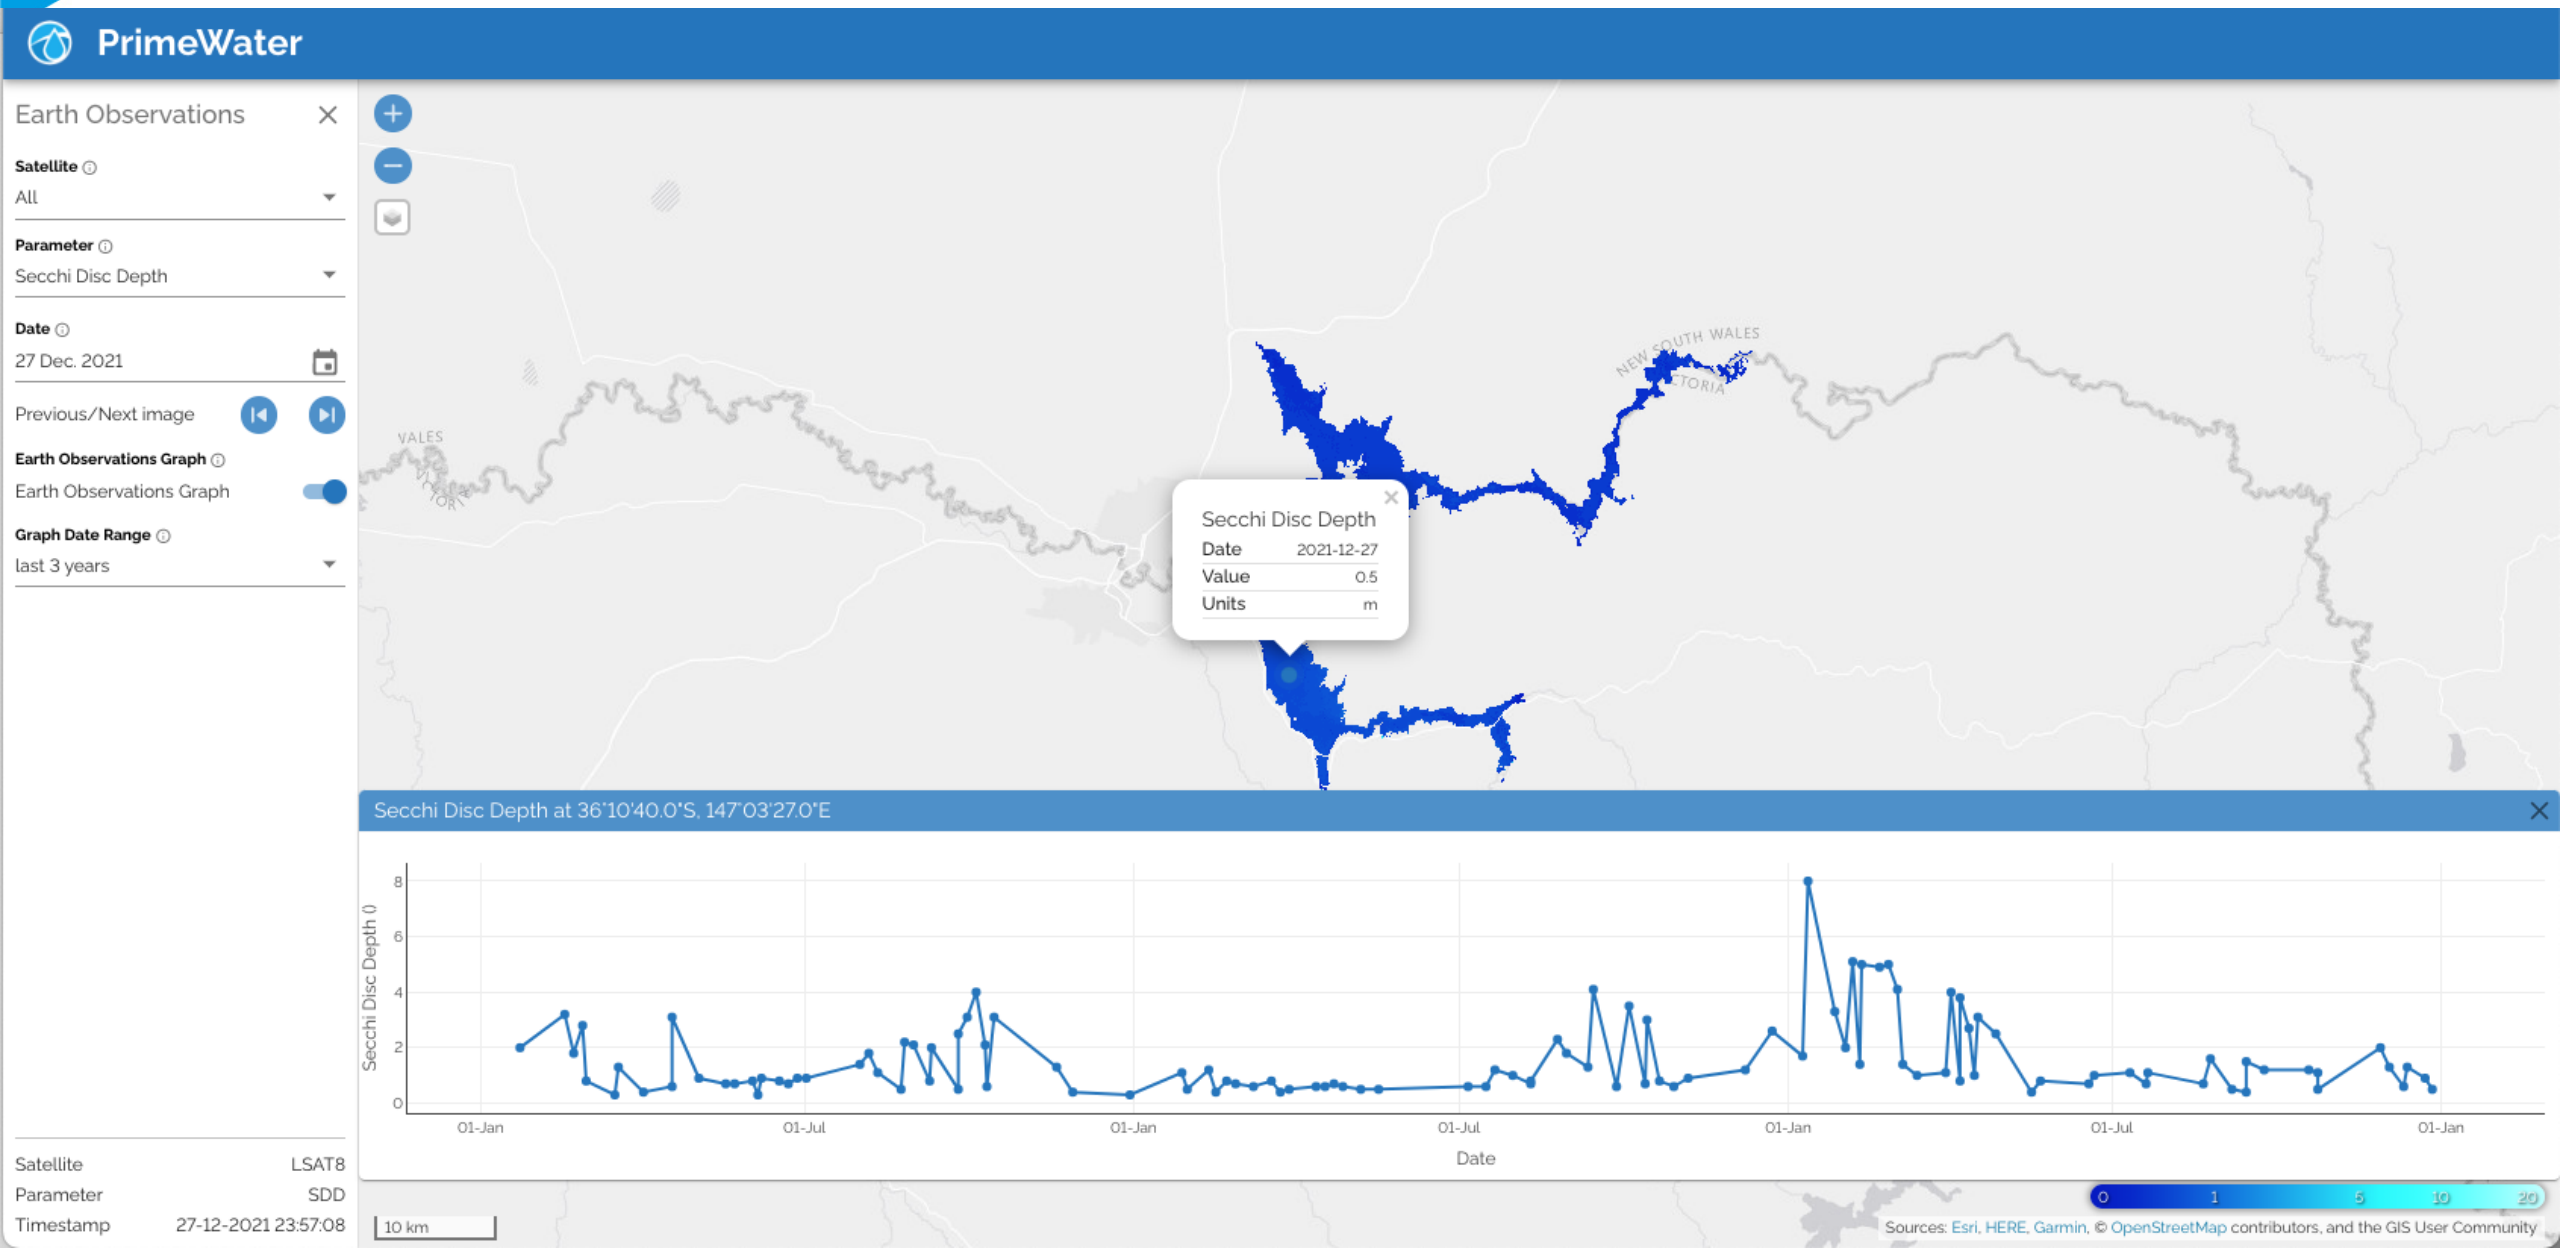 PrimeWater
Earth Observations
Satellite
All
Parameter
Secchi Disc Depth
Date
27 Dec. 2021
Previous/Next image
Earth Observations Graph
Earth Observations Graph
Graph Date Range
last 3 years
Satellite LSAT8
Parameter SDD
Timestamp 27-12-2021 23:57:08
NEW SOUTH WALES
CTORIA
VALES
Secchi Disc Depth
Date 2021-12-27
Value 0.5
Units m
Secchi Disc Depth at 36°10'40.0"S, 147°03'27.0"E
Secchi Disc Depth ()
8
6
4
2
0
01-Jan 01-Jul 01-Jan 01-Jul 01-Jan 01-Jul 01-Jan
Date
0 1 5 10 20
10 km
Sources: Esri, HERE, Garmin, © OpenStreetMap contributors, and the GIS User Community